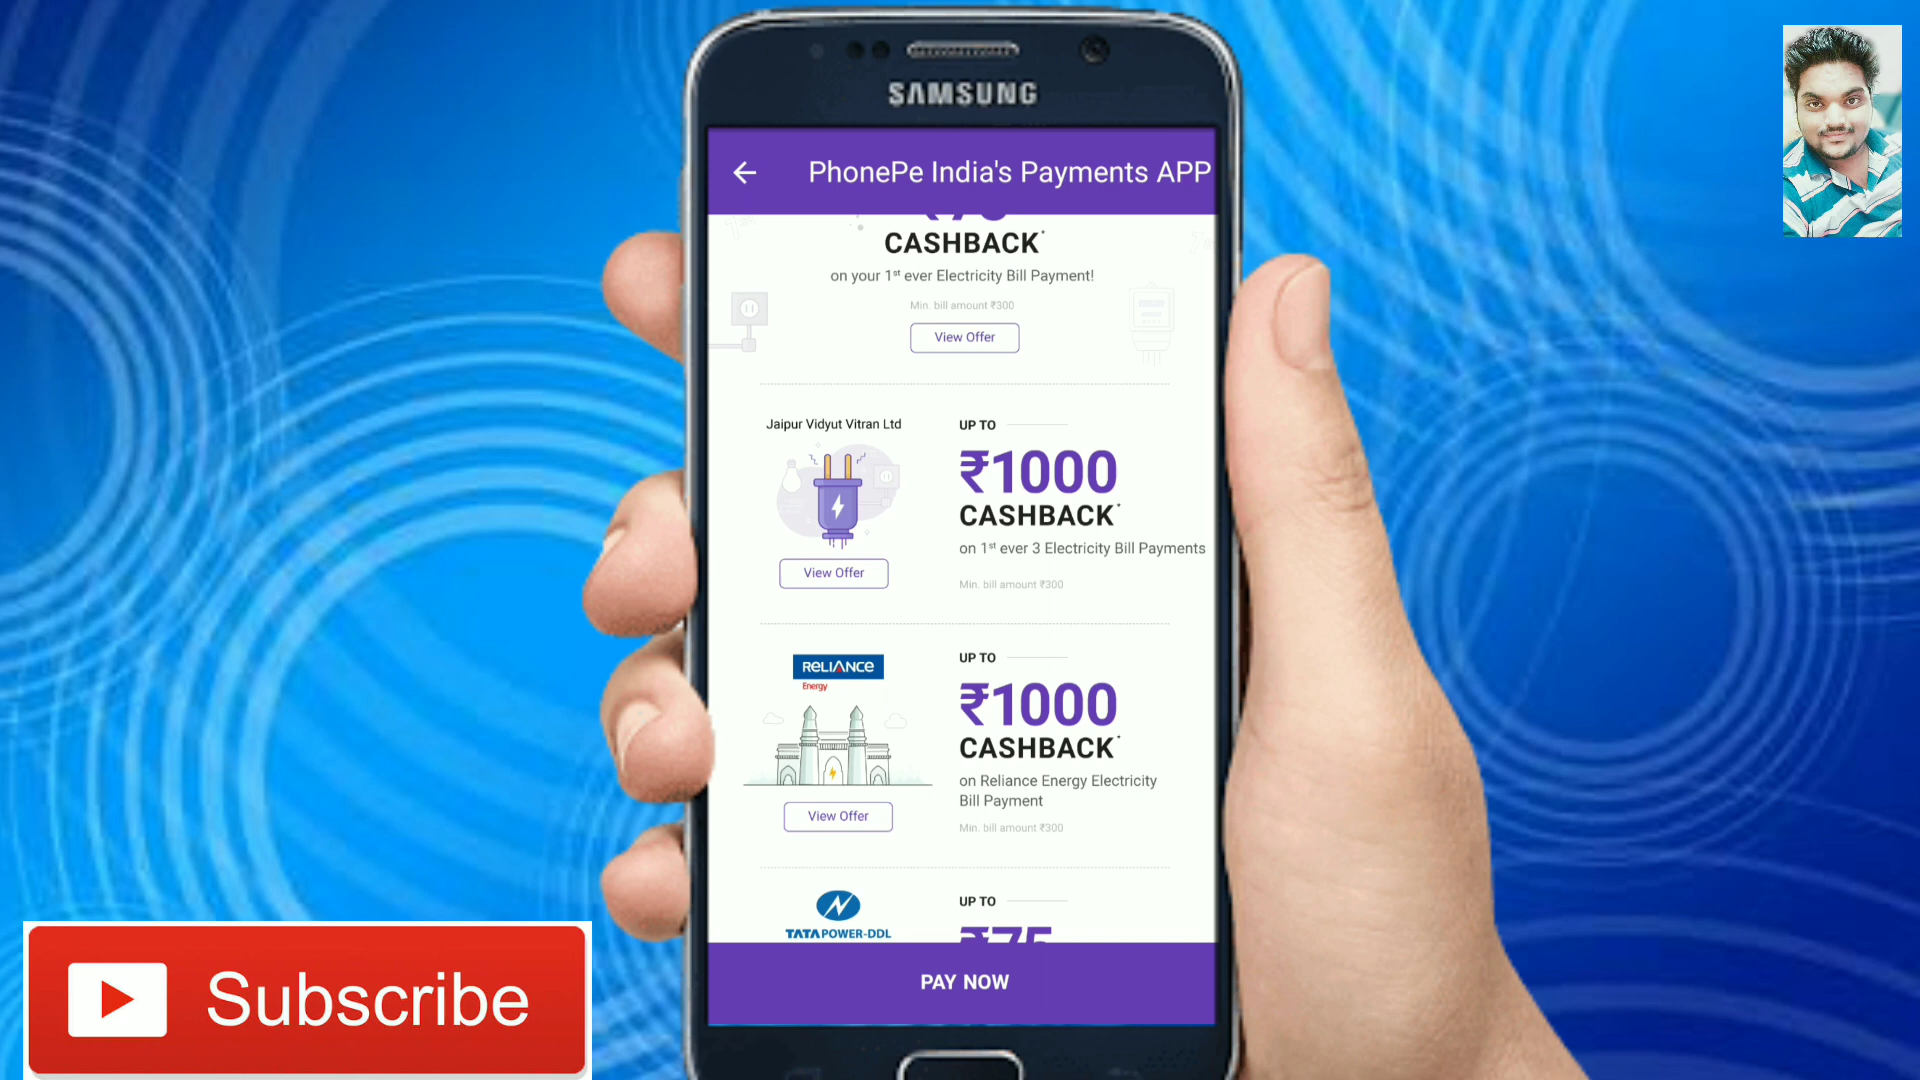 SAMSUNG
PhonePe India's Payments APP
CASHBACK*
on your 1st ever Electricity Bill Payment!
Min. bill amount ₹300
View Offer
Jaipur Vidyut Vitran Ltd
View Offer
UP TO
₹1000
CASHBACK*
on 1st ever 3 Electricity Bill Payments
Min. bill amount ₹300
RELIANCE
Energy
View Offer
UP TO
₹1000
CASHBACK*
on Reliance Energy Electricity
Bill Payment
Min. bill amount ₹300
TATA POWER-DDL
UP TO
₹75
PAY NOW
Subscribe